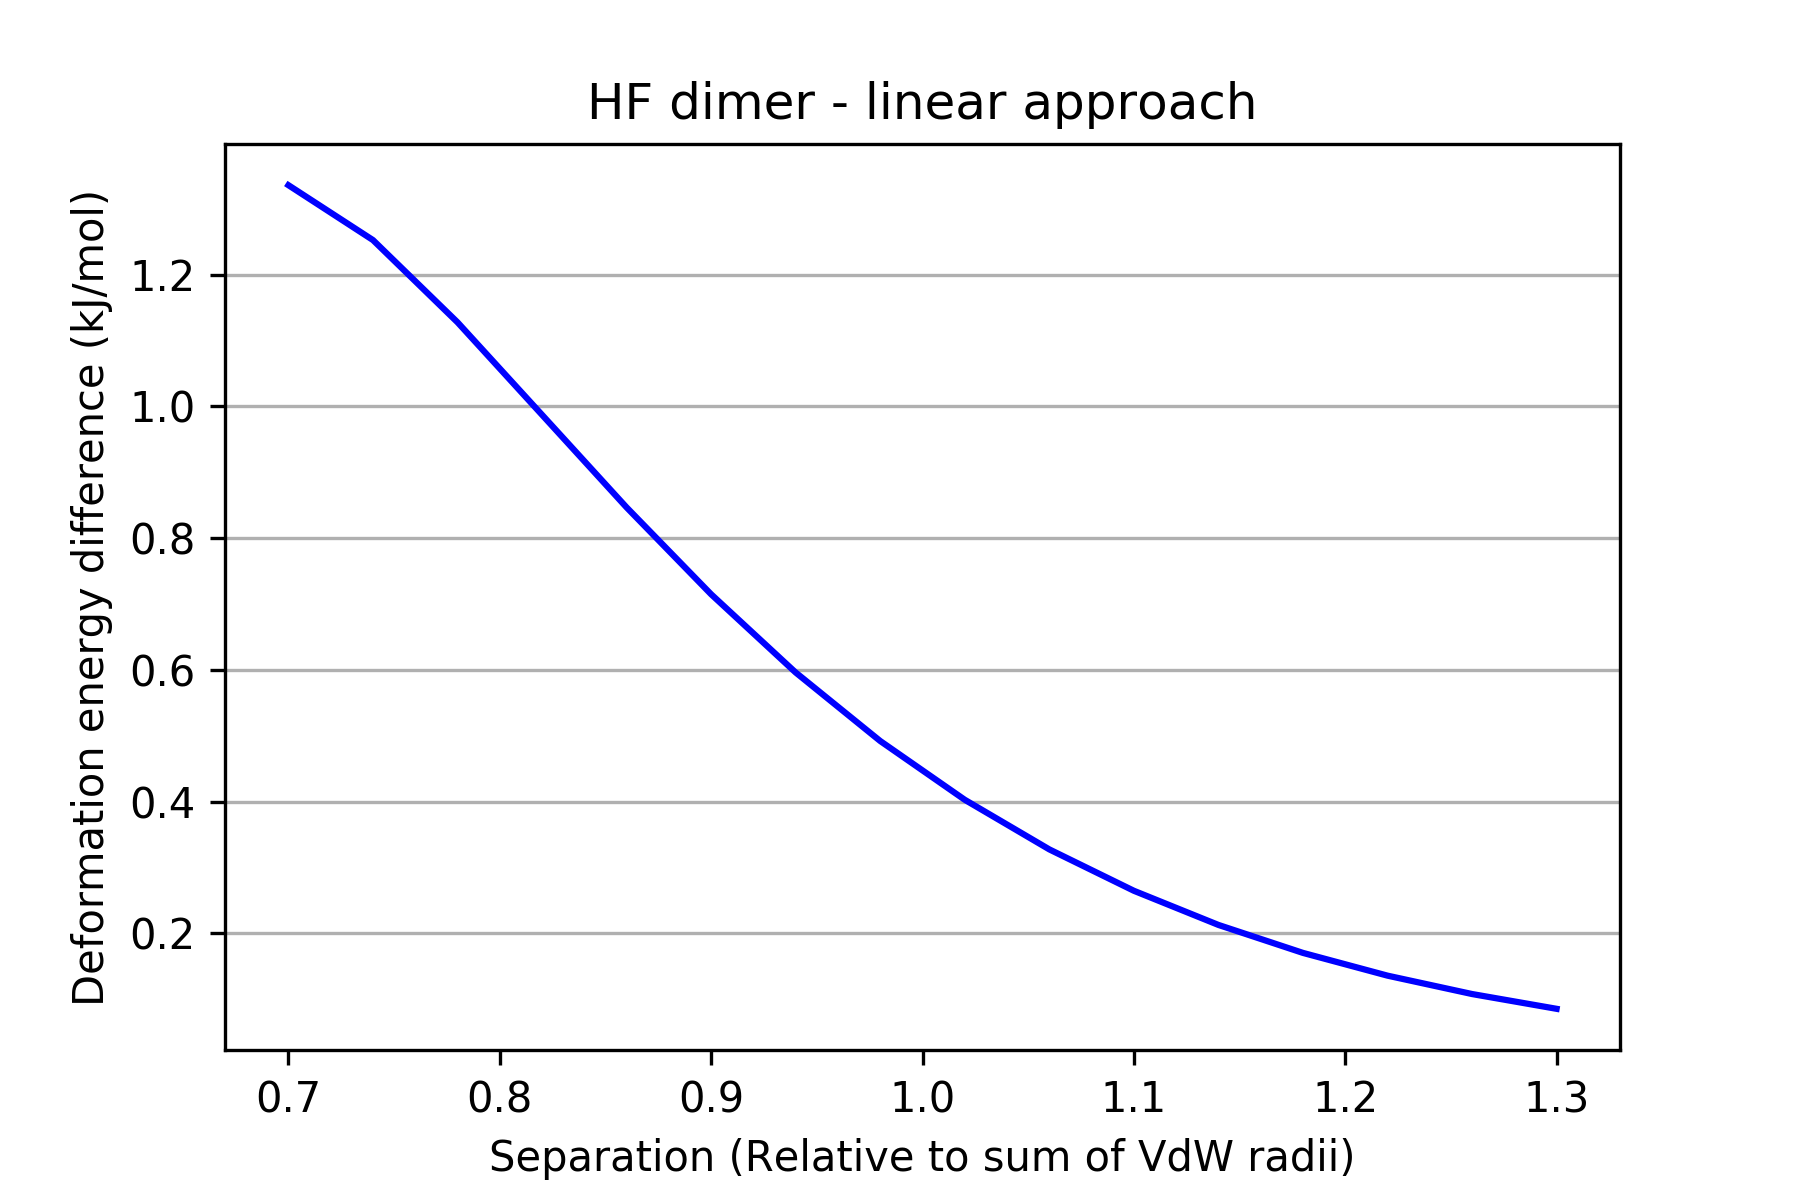 HF dimer - linear approach
Deformation energy difference (kJ/mol)
1.2
1.0
0.8
0.6
0.4
0.2
0.7 0.8 0.9 1.0 1.1 1.2 1.3
Separation (Relative to sum of VdW radii)